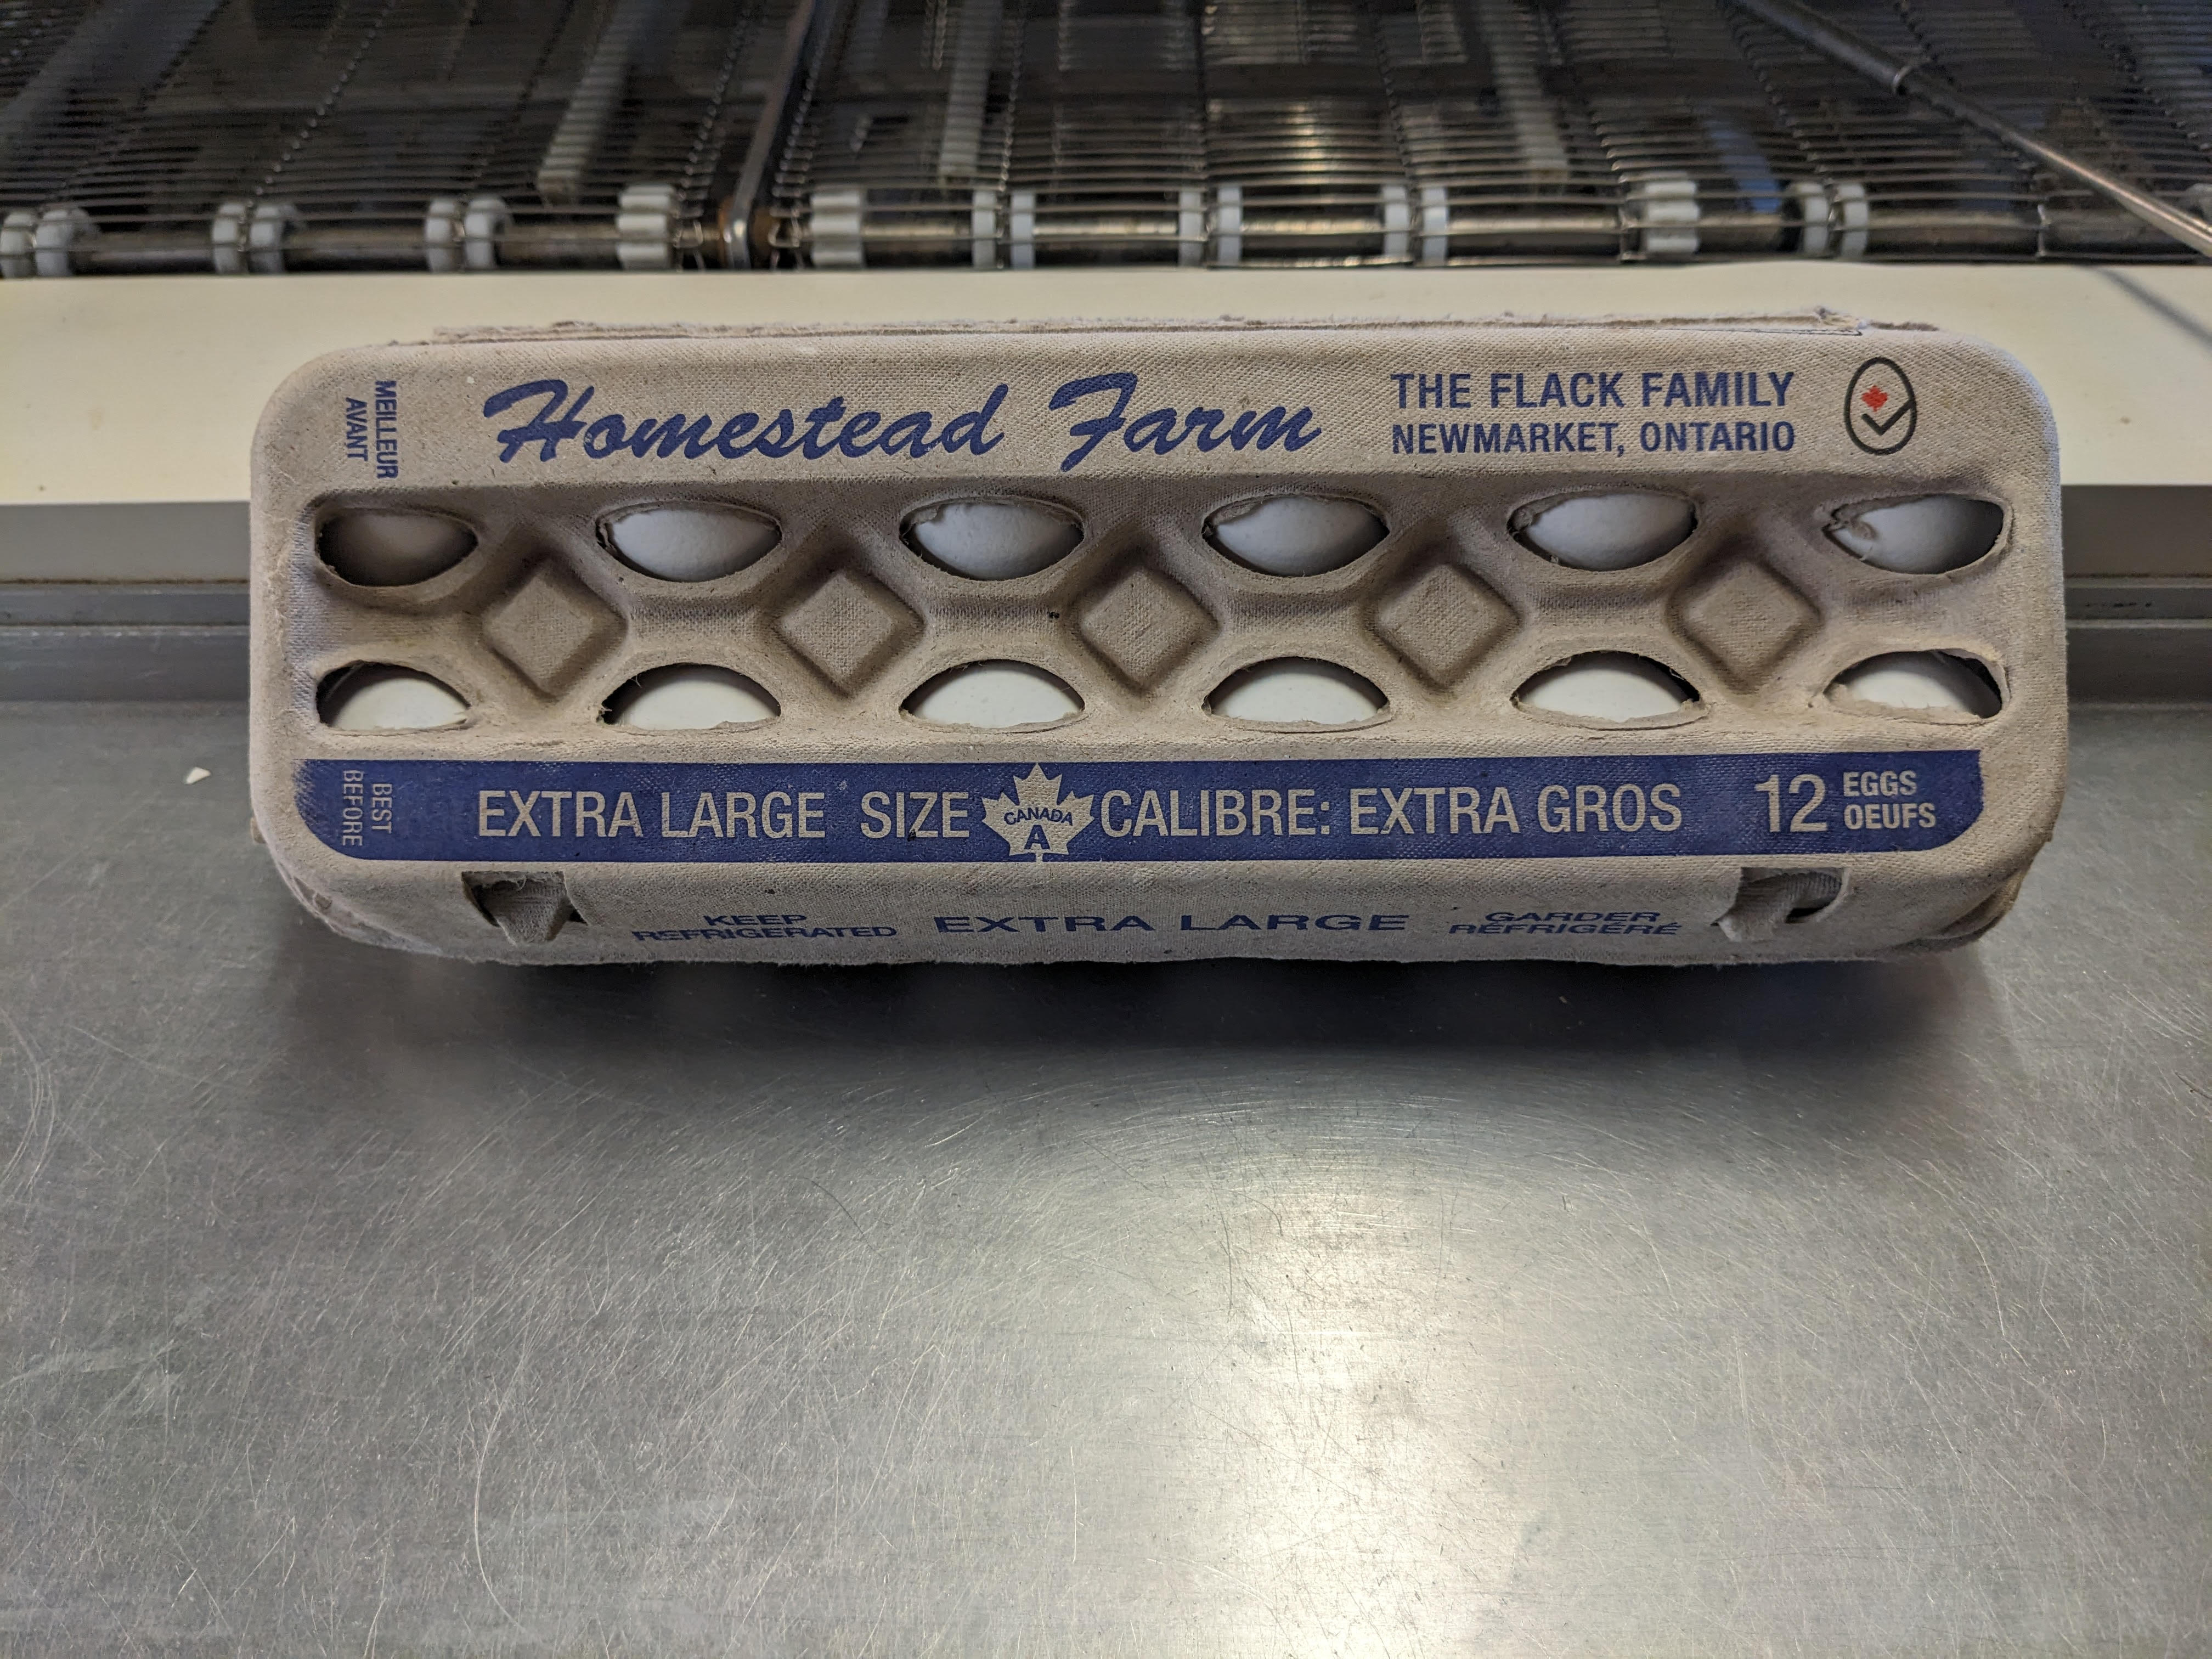 MEILLEUR
AVANT
Homestead Farm
THE FLACK FAMILY
NEWMARKET, ONTARIO
BEST
BEFORE
EXTRA LARGE SIZE
CANADA
A
CALIBRE: EXTRA GROS
12
EGGS
OEUFS
KEEP
REFRIGERATED
EXTRA LARGE
GARDER
RÉFRIGÉRÉ